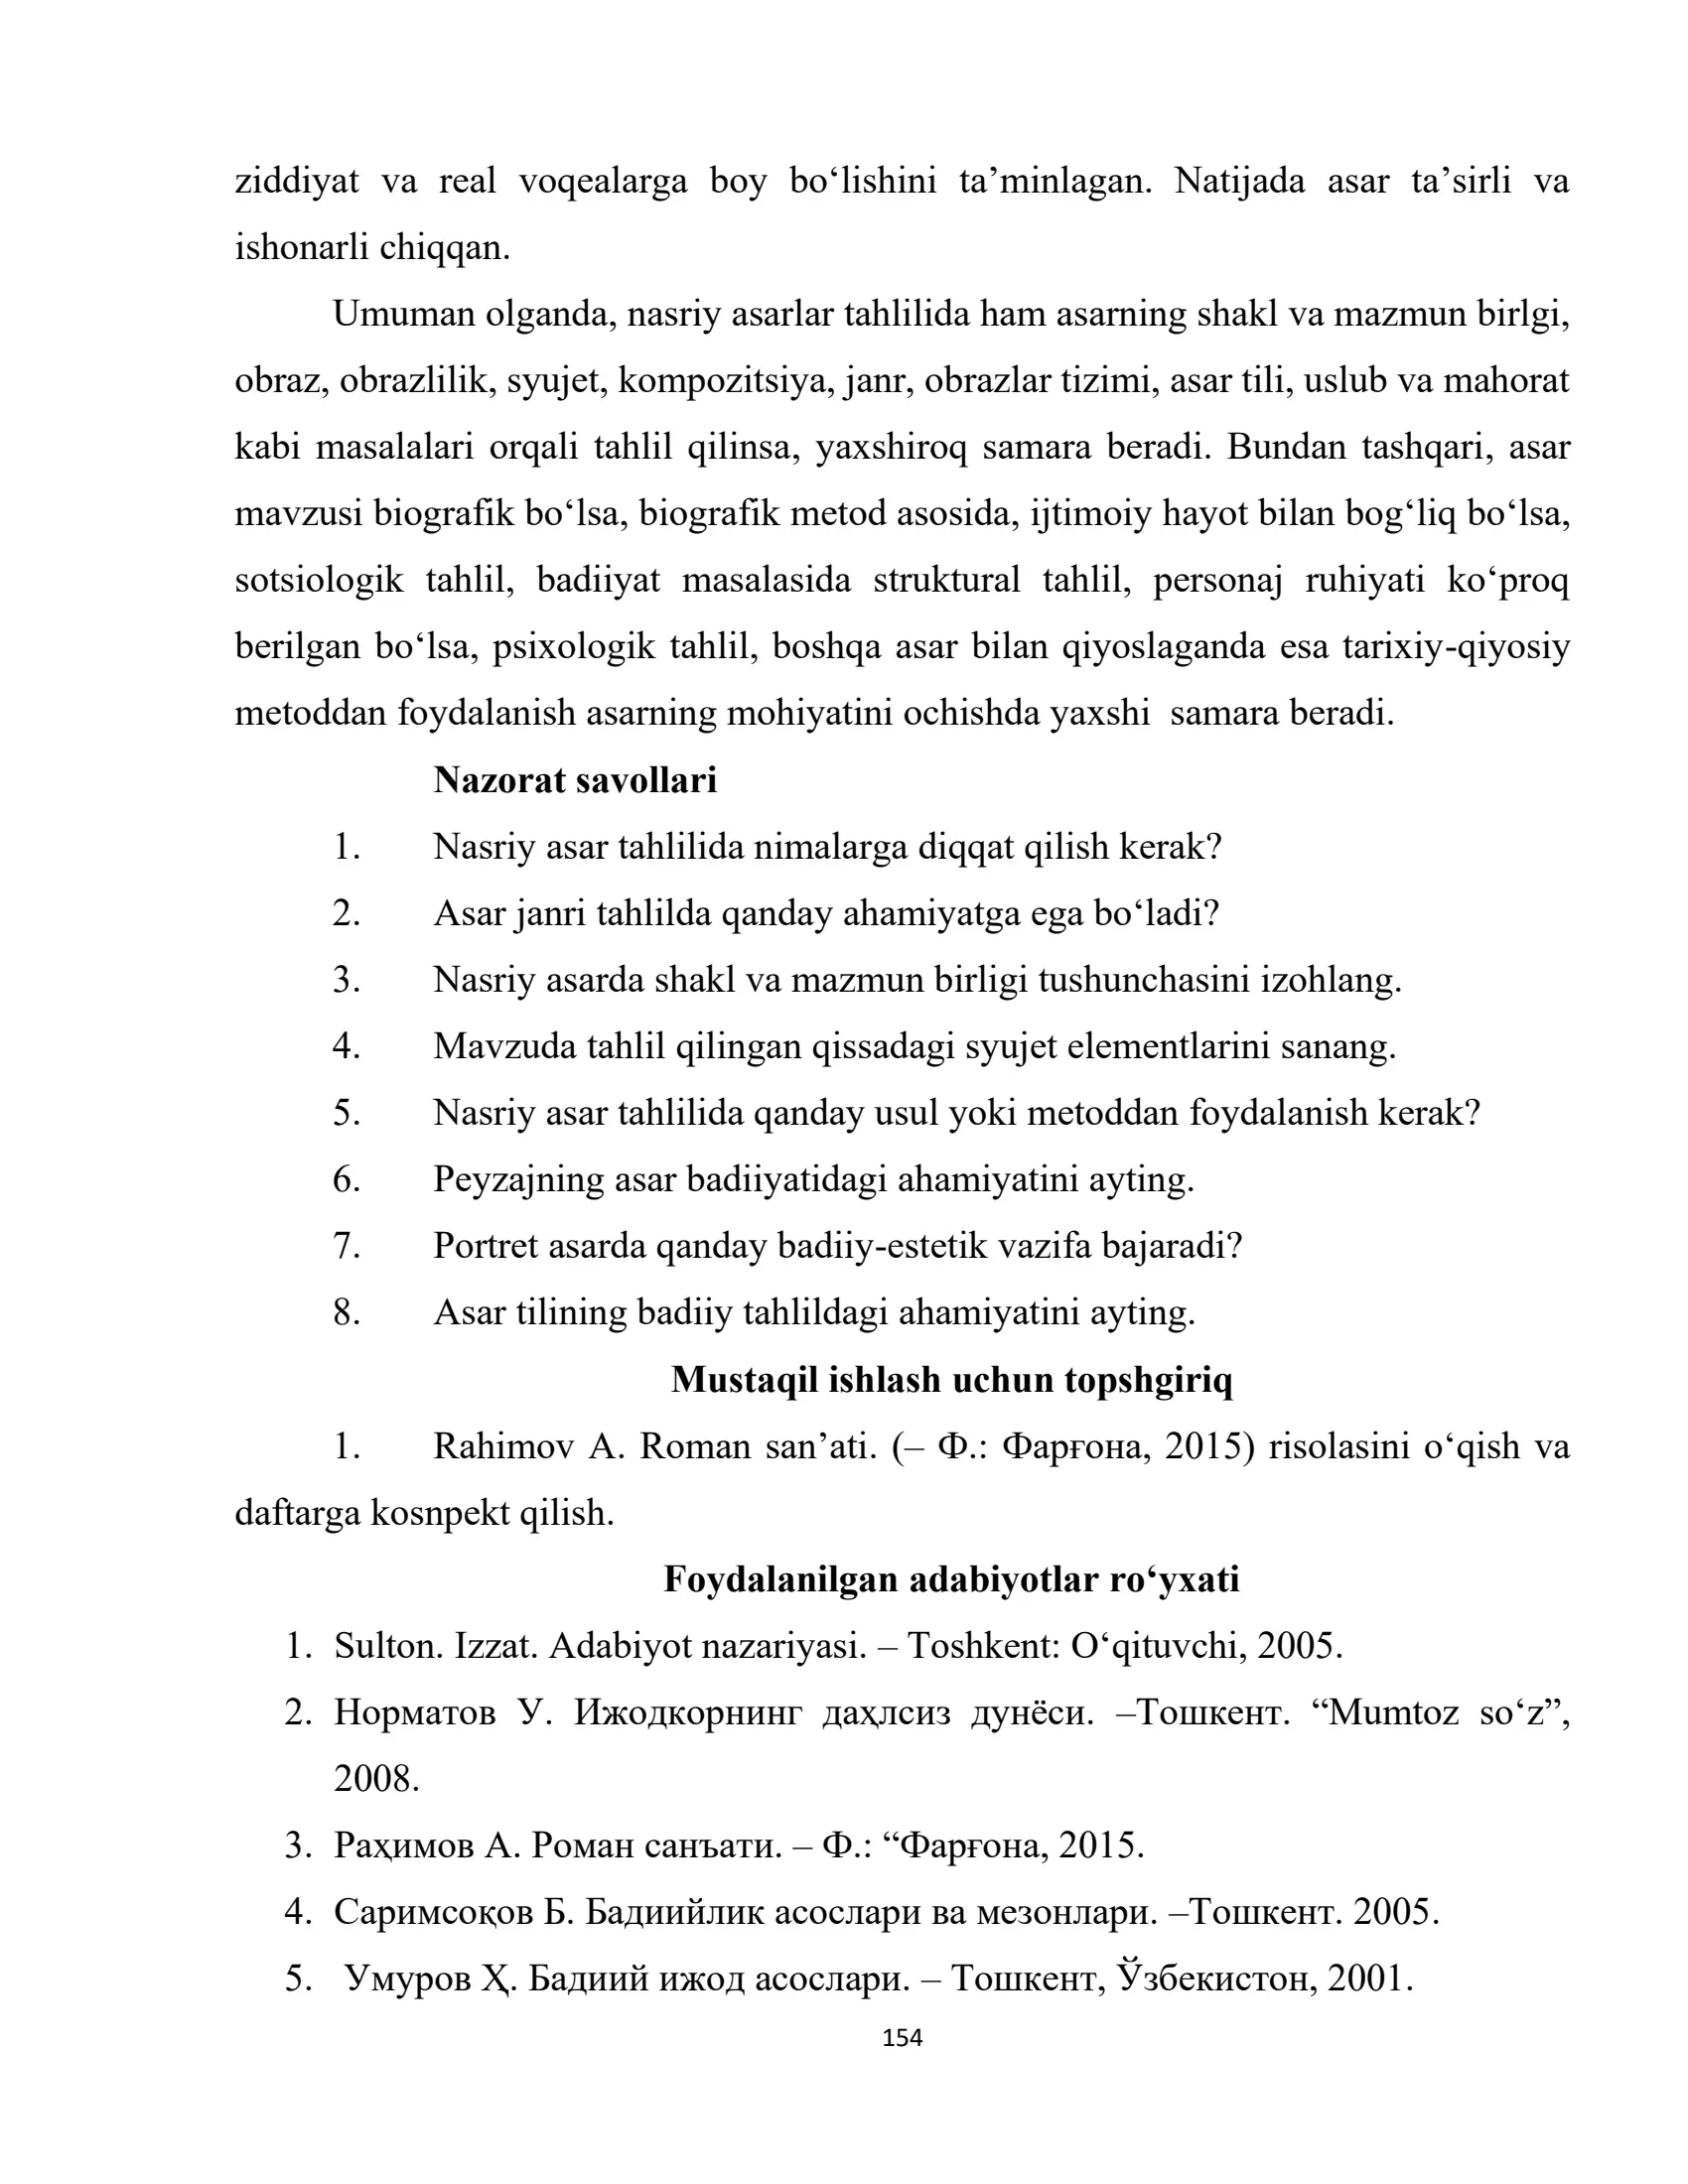 ziddiyat va real voqealarga boy bo‘lishini ta’minlagan. Natijada asar ta’sirli va
ishonarli chiqqan.
Umuman olganda, nasriy asarlar tahlilida ham asarning shakl va mazmun birlgi,
obraz, obrazlilik, syujet, kompozitsiya, janr, obrazlar tizimi, asar tili, uslub va mahorat
kabi masalalari orqali tahlil qilinsa, yaxshiroq samara beradi. Bundan tashqari, asar
mavzusi biografik bo‘lsa, biografik metod asosida, ijtimoiy hayot bilan bog‘liq bo‘lsa,
sotsiologik tahlil, badiiyat masalasida struktural tahlil, personaj ruhiyati ko‘proq
berilgan bo‘lsa, psixologik tahlil, boshqa asar bilan qiyoslaganda esa tarixiy-qiyosiy
metoddan foydalanish asarning mohiyatini ochishda yaxshi  samara beradi.
Nazorat savollari
1. Nasriy asar tahlilida nimalarga diqqat qilish kerak?
2. Asar janri tahlilda qanday ahamiyatga ega bo‘ladi?
3. Nasriy asarda shakl va mazmun birligi tushunchasini izohlang.
4. Mavzuda tahlil qilingan qissadagi syujet elementlarini sanang.
5. Nasriy asar tahlilida qanday usul yoki metoddan foydalanish kerak?
6. Peyzajning asar badiiyatidagi ahamiyatini ayting.
7. Portret asarda qanday badiiy-estetik vazifa bajaradi?
8. Asar tilining badiiy tahlildagi ahamiyatini ayting.
Mustaqil ishlash uchun topshgiriq
1. Rahimov A. Roman san’ati. (– Ф.: Фарғона, 2015) risolasini o‘qish va
daftarga kosnpekt qilish.
Foydalanilgan adabiyotlar ro‘yxati
1. Sulton. Izzat. Adabiyot nazariyasi. – Toshkent: O‘qituvchi, 2005.
2. Норматов У. Ижодкорнинг даҳлсиз дунёси. –Тошкент. “Mumtoz so‘z”,
2008.
3. Раҳимов А. Роман санъати. – Ф.: “Фарғона, 2015.
4. Саримсоқов Б. Бадиийлик асослари ва мезонлари. –Тошкент. 2005.
5. Умуров Ҳ. Бадиий ижод асослари. – Тошкент, Ўзбекистон, 2001.
154